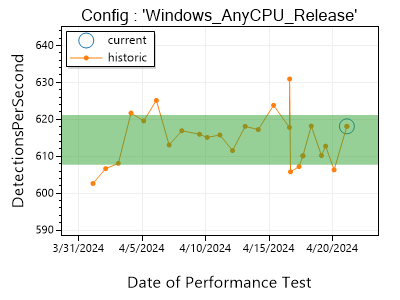 Config : 'Windows_AnyCPU_Release'
current
historic
DetectionsPerSecond
640
630
620
610
600
590
3/31/2024
4/5/2024
4/10/2024
4/15/2024
4/20/2024
Date of Performance Test